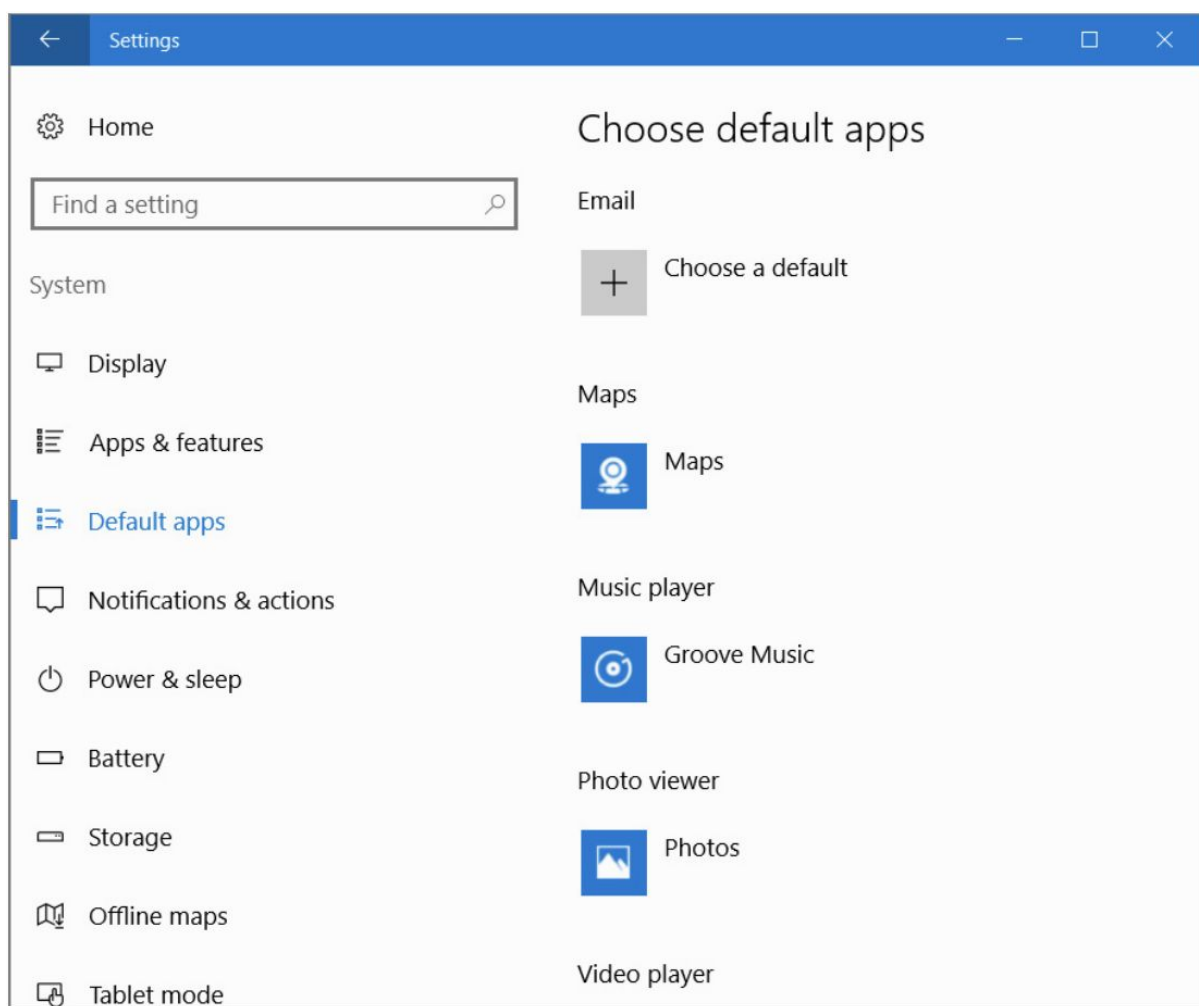 Settings
Home
Find a setting
System
Display
Apps & features
Default apps
Notifications & actions
Power & sleep
Battery
Storage
Offline maps
Tablet mode
Choose default apps
Email
Choose a default
Maps
Maps
Music player
Groove Music
Photo viewer
Photos
Video player